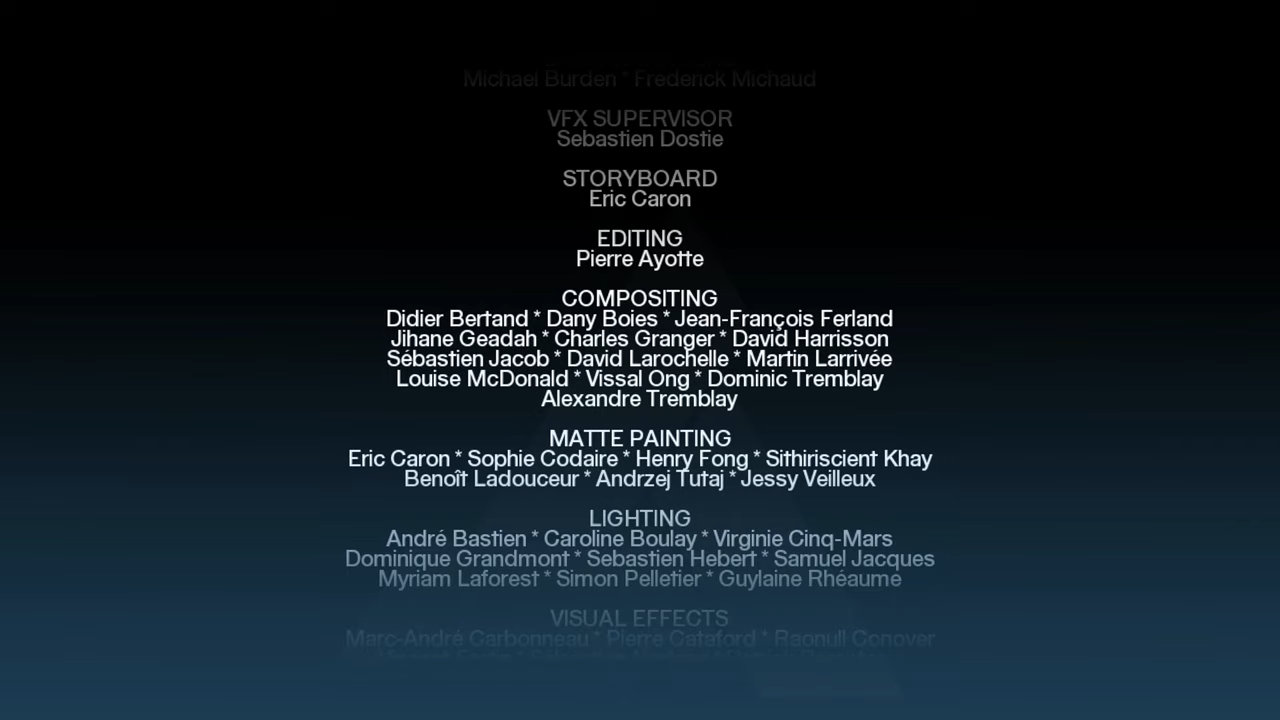 Michael Burden * Frederick Michaud
VFX SUPERVISOR
Sebastien Dostie
STORYBOARD
Eric Caron
EDITING
Pierre Ayotte
COMPOSITING
Didier Bertand * Dany Boies * Jean-François Ferland
Jihane Geadah * Charles Granger * David Harrisson
Sébastien Jacob * David Larochelle * Martin Larrivée
Louise McDonald * Vissal Ong * Dominic Tremblay
Alexandre Tremblay
MATTE PAINTING
Eric Caron * Sophie Codaire * Henry Fong * Sithiriscient Khay
Benoît Ladouceur * Andrzej Tutaj * Jessy Veilleux
LIGHTING
André Bastien * Caroline Boulay * Virginie Cinq-Mars
Dominique Grandmont * Sebastien Hebert * Samuel Jacques
Myriam Laforest * Simon Pelletier * Guylaine Rhéaume
VISUAL EFFECTS
Marc-André Carbonneau * Pierre Cataford * Raonull Conover